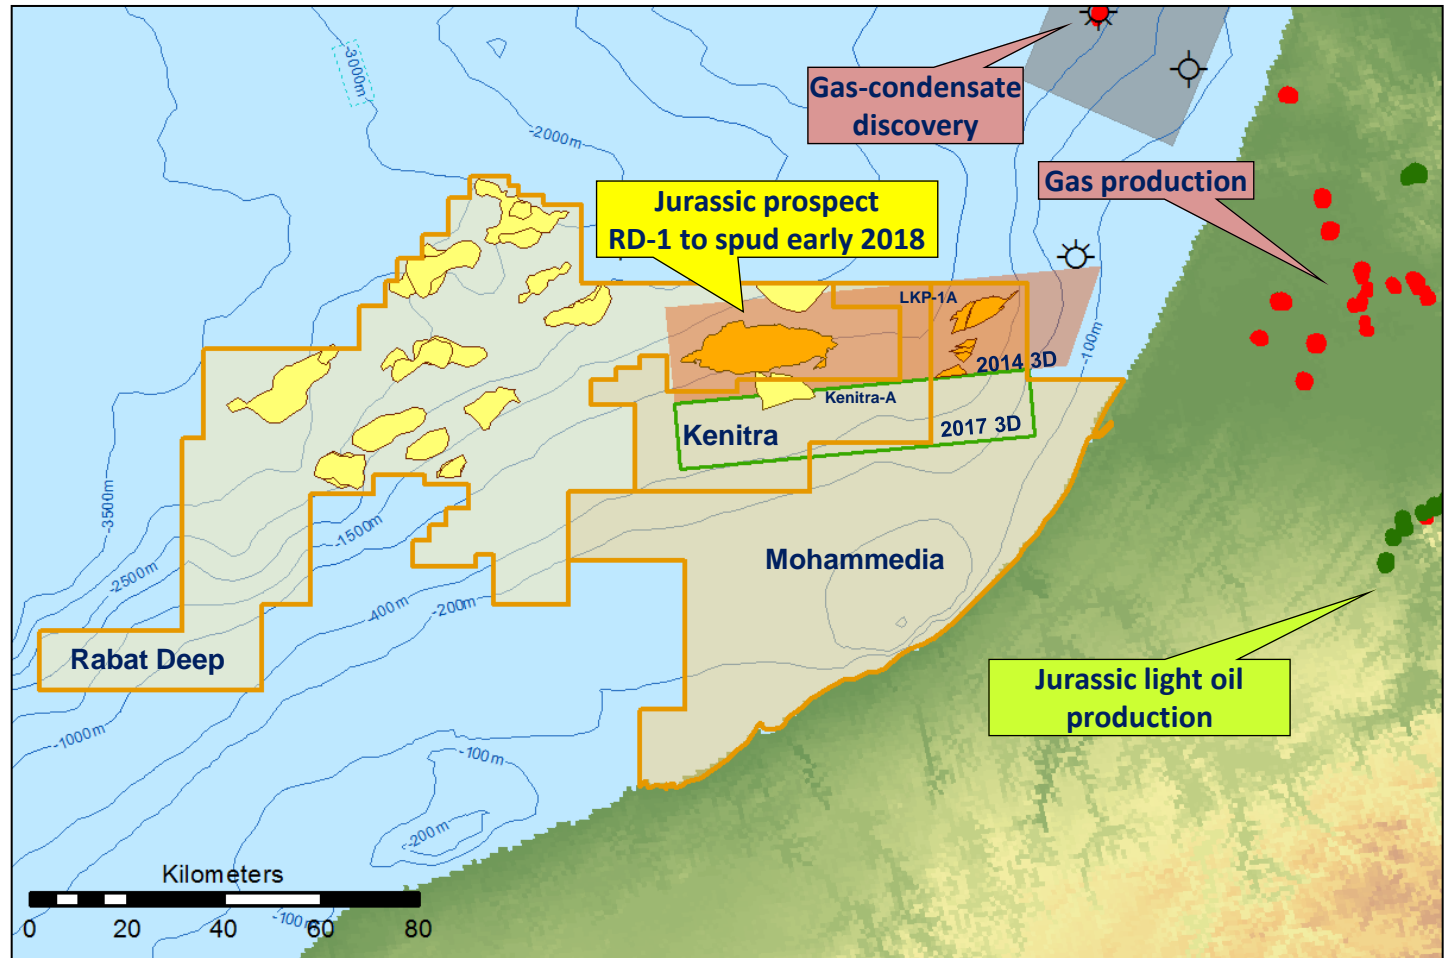 -3000m
-2000m
Gas-condensate
discovery
Gas production
Jurassic prospect
RD-1 to spud early 2018
LKP-1A
-100m
2014 3D
Kenitra-A
2017 3D
Kenitra
-3500m
-1500m
Mohammedia
-2500m
-400m
-200m
Rabat Deep
Jurassic light oil
production
-1000m
-100m
-200m
Kilometers
-100m
0 20 40 60 80